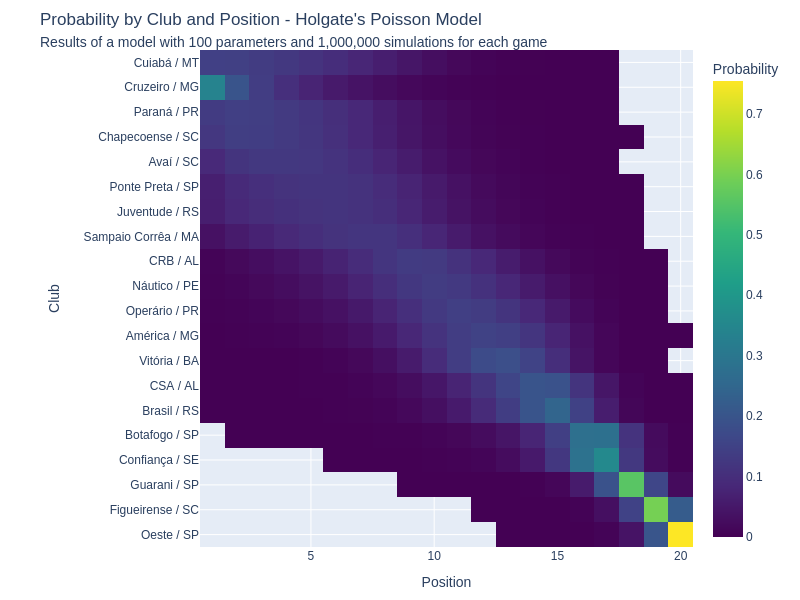 Probability by Club and Position - Holgate's Poisson Model
Results of a model with 100 parameters and 1,000,000 simulations for each game
Probability
Cuiabá / MT
Cruzeiro / MG
Paraná / PR
Chapecoense / SC
Avaí / SC
Ponte Preta / SP
Juventude / RS
Sampaio Corrêa / MA
CRB / AL
Náutico / PE
Operário / PR
América / MG
Vitória / BA
CSA / AL
Brasil / RS
Botafogo / SP
Confiança / SE
Guarani / SP
Figueirense / SC
Oeste / SP
Club
5
10
15
20
Position
0.7
0.6
0.5
0.4
0.3
0.2
0.1
0